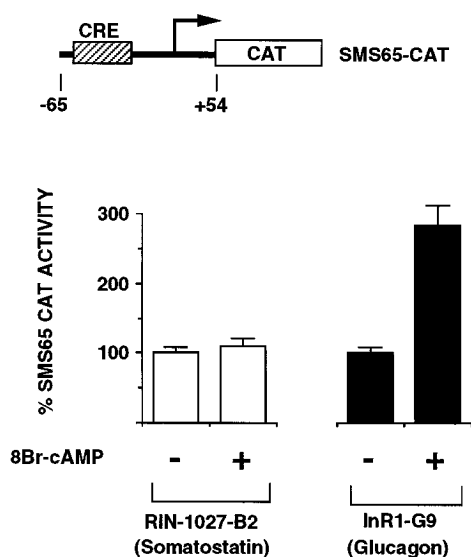 CRE
CAT
SMS65-CAT
-65
+54
% SMS65 CAT ACTIVITY
300
200
100
8Br-cAMP
- + - +
RiN-1027-B2
(Somatostatin)
InR1-G9
(Glucagon)